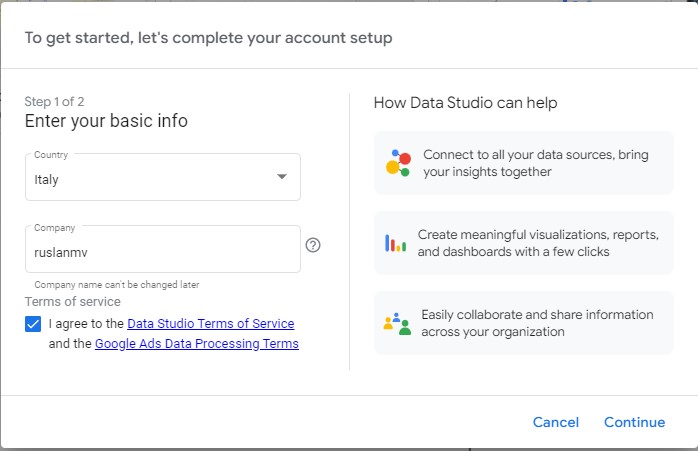 To get started, let's complete your account setup
Step 1 of 2
Enter your basic info
Country
Italy
Company
ruslanmv
Company name can't be changed later
Terms of service
I agree to the Data Studio Terms of Service
and the Google Ads Data Processing Terms
How Data Studio can help
Connect to all your data sources, bring
your insights together
Create meaningful visualizations, reports,
and dashboards with a few clicks
Easily collaborate and share information
across your organization
Cancel
Continue